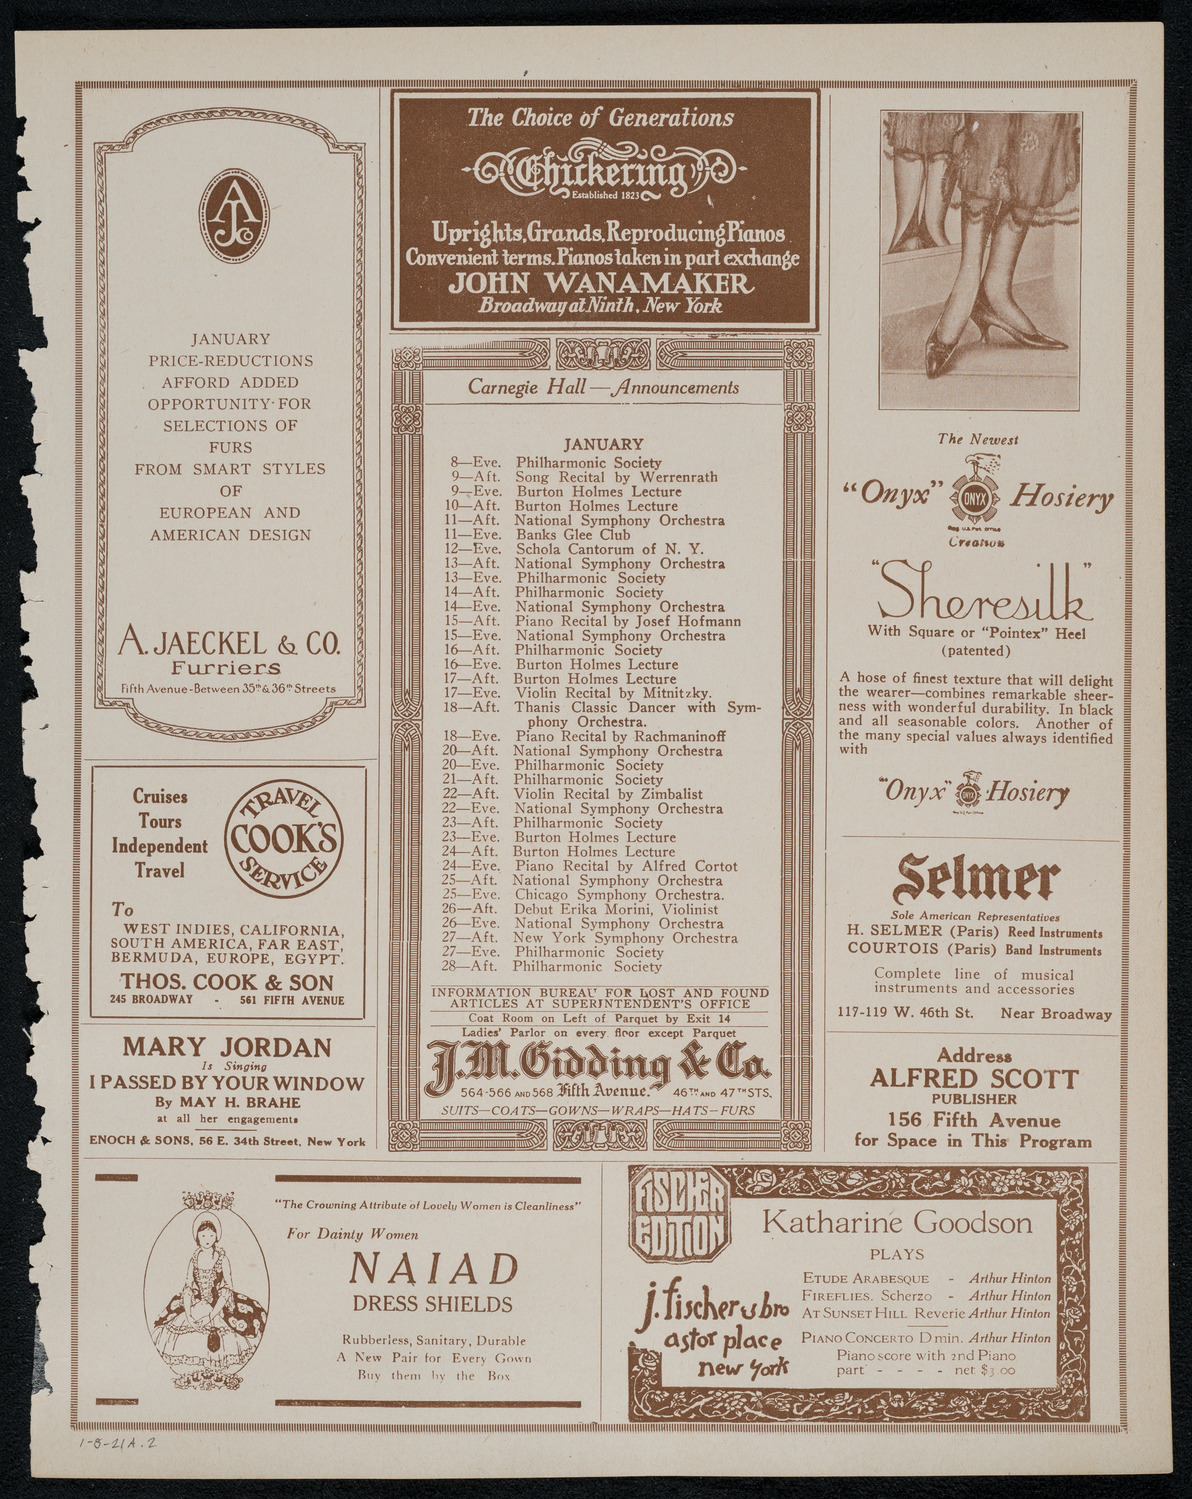 A
J
Co
JANUARY
PRICE-REDUCTIONS
AFFORD ADDED
OPPORTUNITY·FOR
SELECTIONS OF
FURS
FROM SMART STYLES
OF
EUROPEAN AND
AMERICAN DESIGN
A. JAECKEL & CO.
Furriers
Fifth Avenue-Between 35th & 36th Streets
Cruises
Tours
Independent
Travel
TRAVEL
COOK'S
SERVICE
To
WEST INDIES, CALIFORNIA,
SOUTH AMERICA, FAR EAST,
BERMUDA, EUROPE, EGYPT.
THOS. COOK & SON
245 BROADWAY - 561 FIFTH AVENUE
MARY JORDAN
Is Singing
I PASSED BY YOUR WINDOW
By MAY H. BRAHE
at all her engagements
ENOCH & SONS, 56 E. 34th Street, New York
The Choice of Generations
Chickering
Established 1823
Uprights, Grands, Reproducing Pianos
Convenient terms. Pianos taken in part exchange
JOHN WANAMAKER
Broadway at Ninth, New York
Carnegie Hall—Announcements
JANUARY
8—Eve. Philharmonic Society
9—Aft. Song Recital by Werrenrath
9—Eve. Burton Holmes Lecture
10—Aft. Burton Holmes Lecture
11—Aft. National Symphony Orchestra
11—Eve. Banks Glee Club
12—Eve. Schola Cantorum of N. Y.
13—Aft. National Symphony Orchestra
13—Eve. Philharmonic Society
14—Aft. Philharmonic Society
14—Eve. National Symphony Orchestra
15—Aft. Piano Recital by Josef Hofmann
15—Eve. National Symphony Orchestra
16—Aft. Philharmonic Society
16—Eve. Burton Holmes Lecture
17—Aft. Burton Holmes Lecture
17—Eve. Violin Recital by Mitnitzky.
18—Aft. Thanis Classic Dancer with Sym-
phony Orchestra.
18—Eve. Piano Recital by Rachmaninoff
20—Aft. National Symphony Orchestra
20—Eve. Philharmonic Society
21—Aft. Philharmonic Society
22—Aft. Violin Recital by Zimbalist
22—Eve. National Symphony Orchestra
23—Aft. Philharmonic Society
23—Eve. Burton Holmes Lecture
24—Aft. Burton Holmes Lecture
24—Eve. Piano Recital by Alfred Cortot
25—Aft. National Symphony Orchestra
25—Eve. Chicago Symphony Orchestra.
26—Aft. Debut Erika Morini, Violinist
26—Eve. National Symphony Orchestra
27—Aft. New York Symphony Orchestra
27—Eve. Philharmonic Society
28—Aft. Philharmonic Society
INFORMATION BUREAU FOR LOST AND FOUND
ARTICLES AT SUPERINTENDENT'S OFFICE
Coat Room on Left of Parquet by Exit 14
Ladies' Parlor on every floor except Parquet
J.M. Gidding & Co.
564-566 AND 568 Fifth Avenue. 46TH AND 47TH STS.
SUITS—COATS—GOWNS—WRAPS—HATS—FURS
The Newest
"Onyx" ONYX Hosiery
Reg. U.S. Pat. Office
Creation
"Sheresilk"
With Square or "Pointex" Heel
(patented)
A hose of finest texture that will delight
the wearer—combines remarkable sheer-
ness with wonderful durability. In black
and all seasonable colors. Another of
the many special values always identified
with
"Onyx" Hosiery
Selmer
Sole American Representatives
H. SELMER (Paris) Reed Instruments
COURTOIS (Paris) Band Instruments
Complete line of musical
instruments and accessories
117-119 W. 46th St. Near Broadway
Address
ALFRED SCOTT
PUBLISHER
156 Fifth Avenue
for Space in This Program
"The Crowning Attribute of Lovely Women is Cleanliness"
For Dainty Women
NAIAD
DRESS SHIELDS
Rubberless, Sanitary, Durable
A New Pair for Every Gown
Buy them by the Box
FISCHER
EDITION
j. fischer & bro
astor place
new york
Katharine Goodson
PLAYS
ETUDE ARABESQUE - Arthur Hinton
FIREFLIES. Scherzo - Arthur Hinton
AT SUNSET HILL Reverie Arthur Hinton
PIANO CONCERTO D min. Arthur Hinton
Piano score with 2nd Piano
part - - - - net $3.00
1-8-21A.2